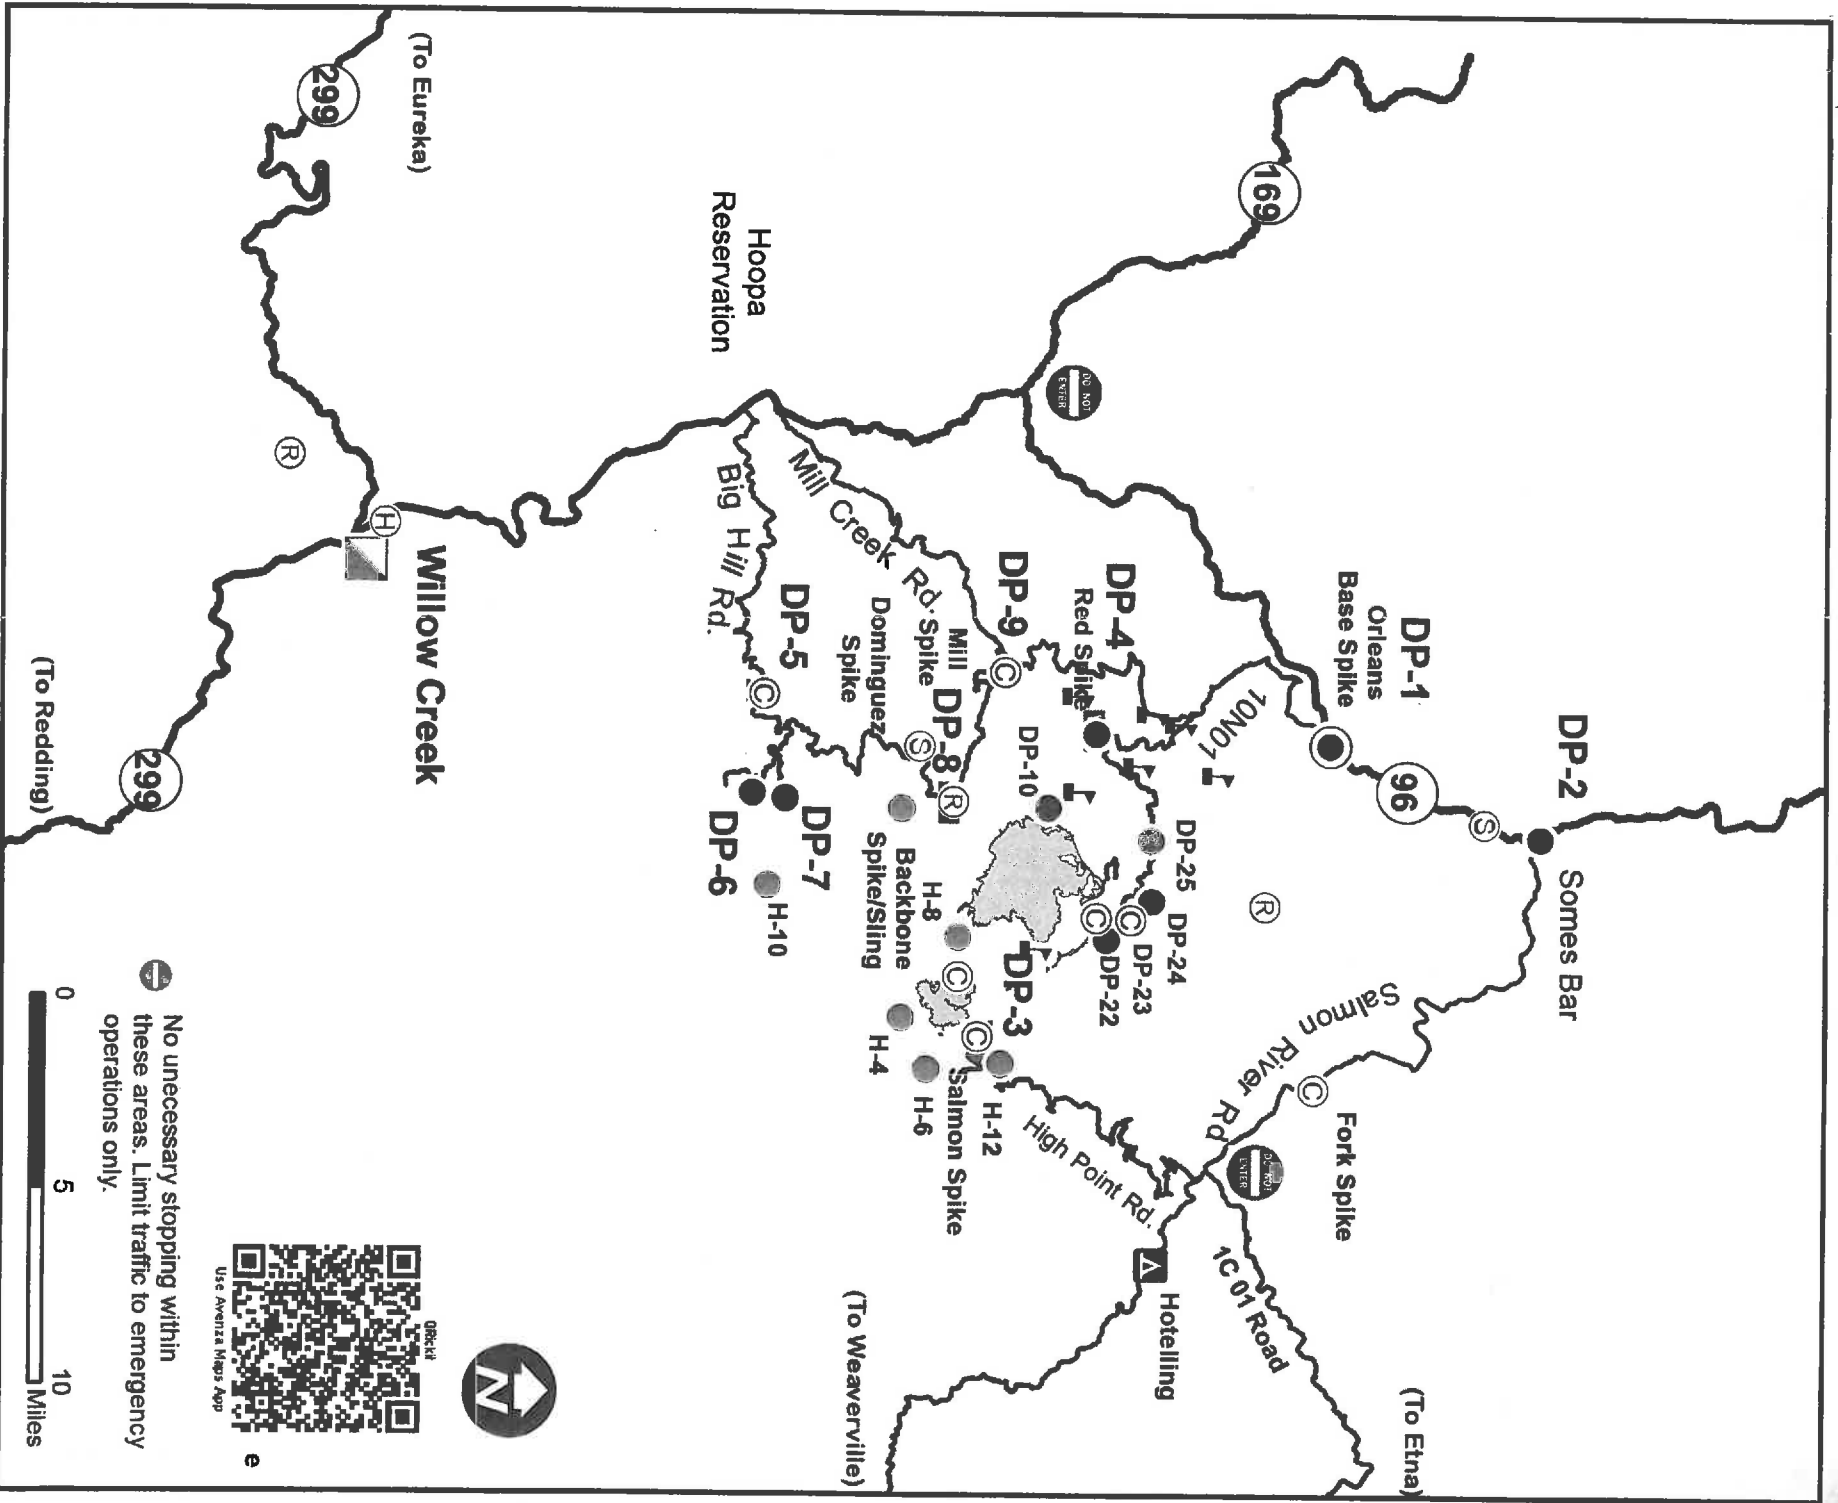 DP-2
Somes Bar
S
96
DP-1
Orleans
Base Spike
(To Etna)
Fork Spike
C
Salmon River Rd
DO NOT
ENTER
1C 01 Road
R
169
10N01
DP-25
DP-24
DP-23
DP-22
C
C
Hotelling
High Point Rd.
DO NOT
ENTER
DP-4
Red Spike
DP-10
DP-9
C
DP-3
H-12
Salmon Spike
C
C
H-8
H-6
H-4
Mill
Spike
DP-8
R
S
Dominguez
Spike
Backbone
Spike/Sling
Mill Creek Rd.
(To Weaverville)
Hoopa
Reservation
Big Hill Rd.
DP-5
C
DP-7
DP-6
H-10
N
Willow Creek
H
R
(To Eureka)
299
QRickit
Use Avenza Maps App
e
299
(To Redding)
No unecessary stopping within
these areas. Limit traffic to emergency
operations only.
0 5 10
Miles